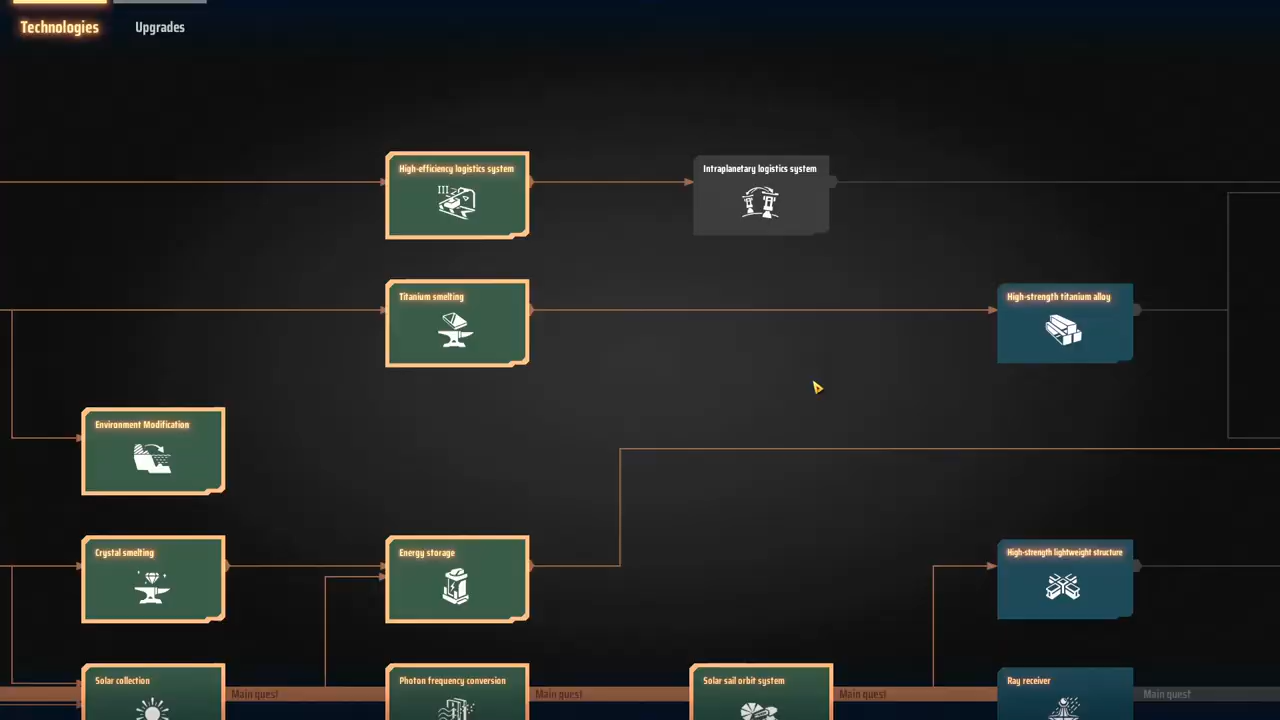 Technologies
Upgrades
High-efficiency logistics system
III
Intraplanetary logistics system
Titanium smelting
High-strength titanium alloy
Environment Modification
Crystal smelting
Energy storage
High-strength lightweight structure
Solar collection
Main quest
Photon frequency conversion
Main quest
Solar sail orbit system
Main quest
Ray receiver
Main quest